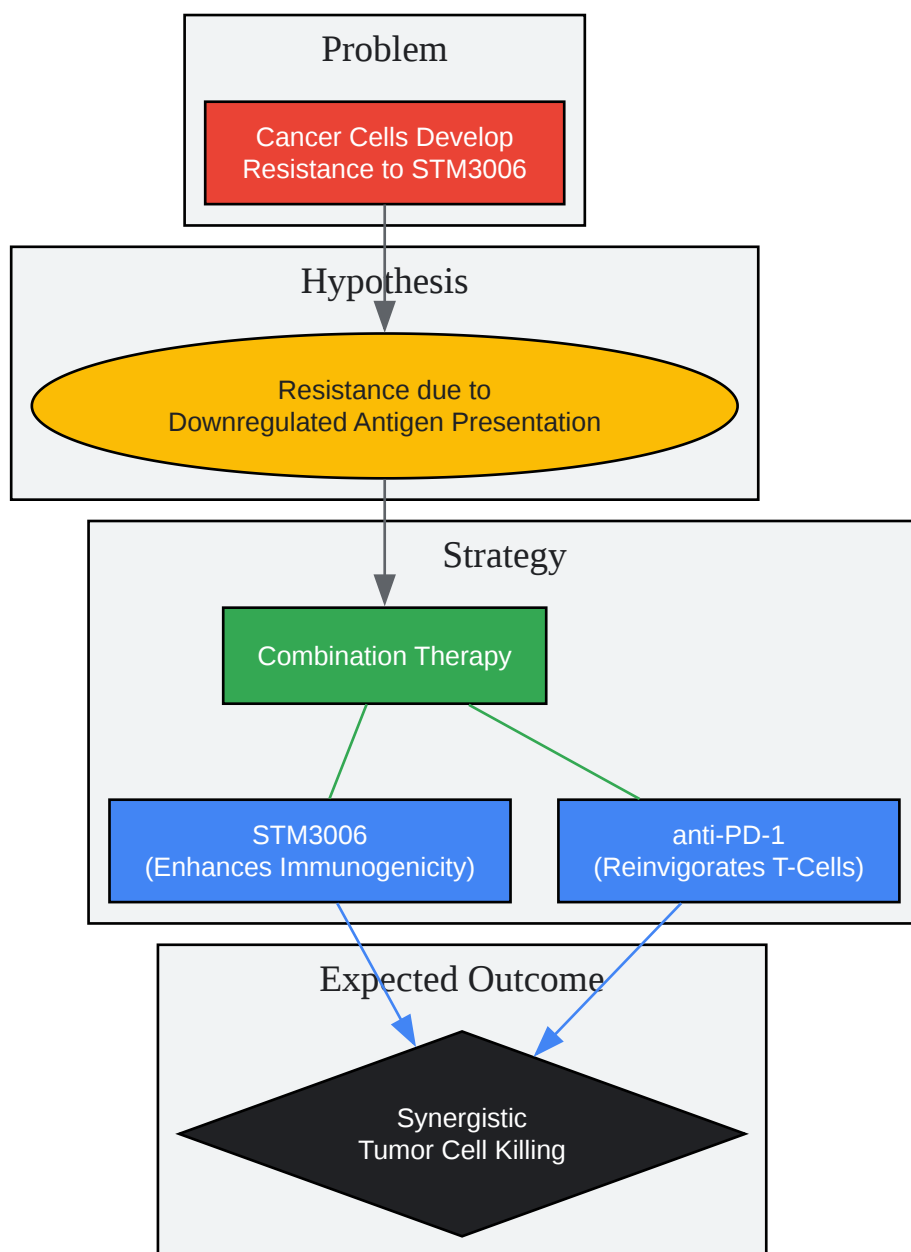 Problem
Cancer Cells Develop
Resistance to STM3006
Hypothesis
Resistance due to
Downregulated Antigen Presentation
Strategy
Combination Therapy
STM3006
(Enhances Immunogenicity)
anti-PD-1
(Reinvigorates T-Cells)
Expected Outcome
Synergistic
Tumor Cell Killing